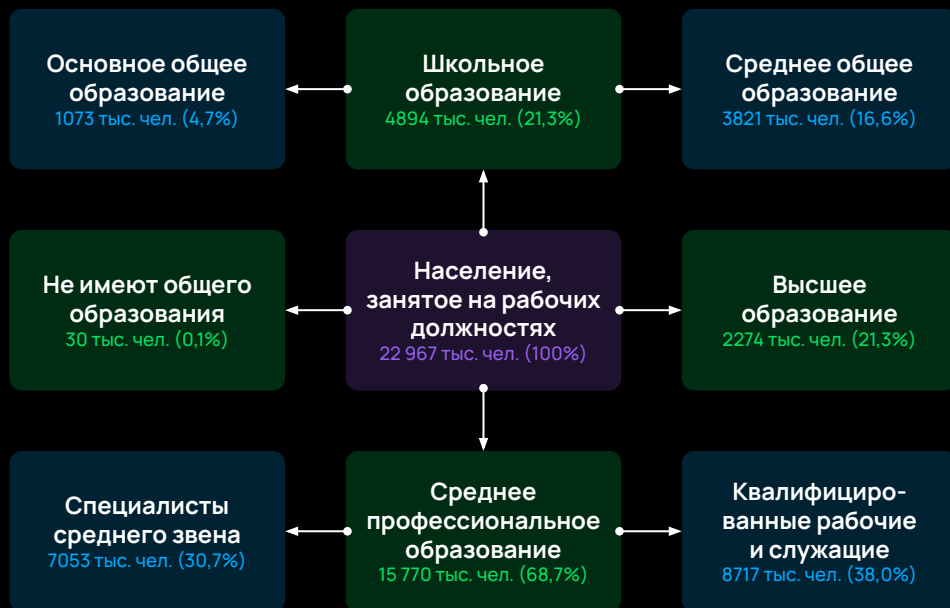 Основное общее
образование
1073 тыс. чел. (4,7%)
Школьное
образование
4894 тыс. чел. (21,3%)
Среднее общее
образование
3821 тыс. чел. (16,6%)
Не имеют общего
образования
30 тыс. чел. (0,1%)
Население,
занятое на рабочих
должностях
22 967 тыс. чел. (100%)
Высшее
образование
2274 тыс. чел. (21,3%)
Специалисты
среднего звена
7053 тыс. чел. (30,7%)
Среднее
профессиональное
образование
15 770 тыс. чел. (68,7%)
Квалифициро-
ванные рабочие
и служащие
8717 тыс. чел. (38,0%)